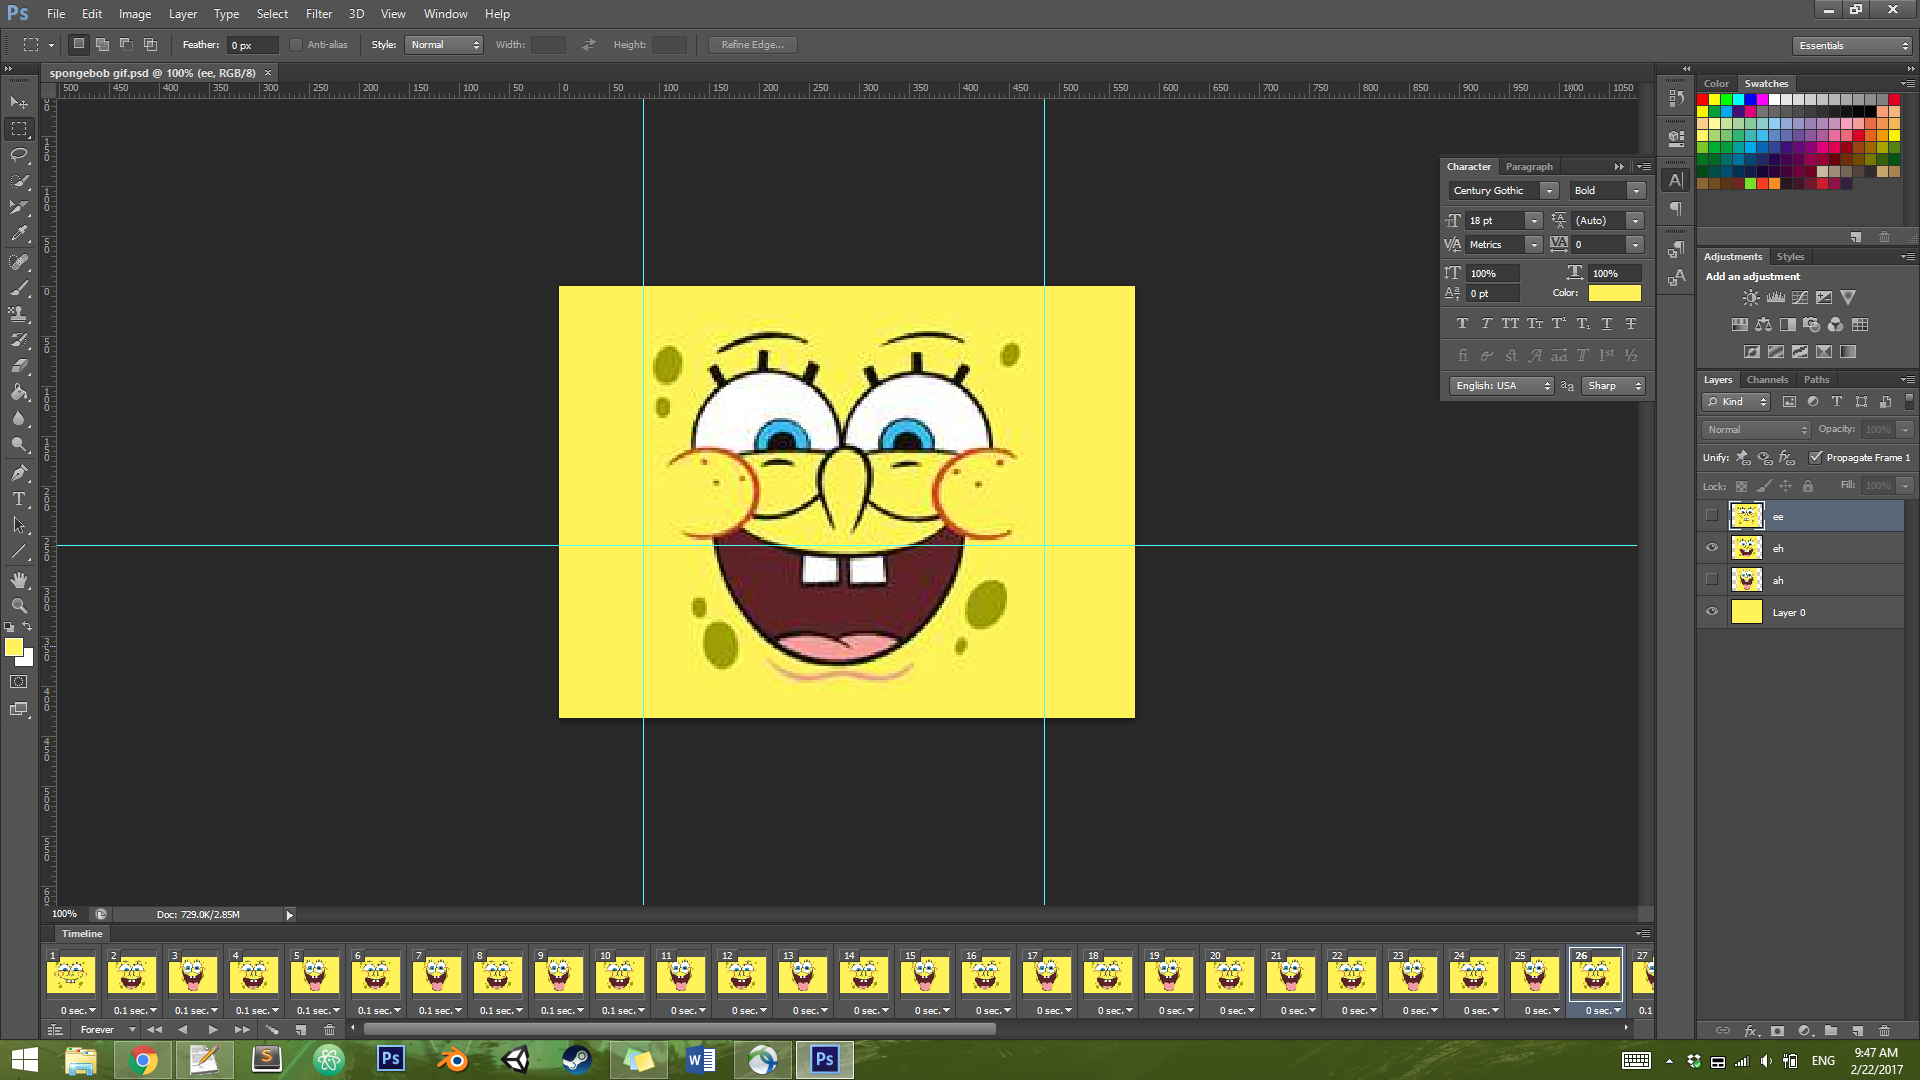 Ps File Edit Image Layer Type Select Filter 3D View Window Help
Feather: 0 px Anti-alias Style: Normal Width: Height: Refine Edge... Essentials
spongebob gif.psd @ 100% (ee, RGB/8) ×
500 450 400 350 300 250 200 150 100 50 0 50 100 150 200 250 300 350 400 450 500 550 600 650 700 750 800 850 900 950 1000 1050
Color Swatches
Character Paragraph
Century Gothic Bold
18 pt (Auto)
Metrics 0
100% 100%
0 pt Color:
English: USA Sharp
Adjustments Styles
Add an adjustment
Layers Channels Paths
Kind
Normal Opacity: 100%
Unify: Propagate Frame 1
Lock: Fill: 100%
ee
eh
ah
Layer 0
100% Doc: 729.0K/2.85M
Timeline
1 2 3 4 5 6 7 8 9 10 11 12 13 14 15 16 17 18 19 20 21 22 23 24 25 26 27
0 sec. 0.1 sec. 0.1 sec. 0.1 sec. 0.1 sec. 0.1 sec. 0.1 sec. 0.1 sec. 0.1 sec. 0.1 sec. 0 sec. 0 sec. 0 sec. 0 sec. 0 sec. 0 sec. 0 sec. 0 sec. 0 sec. 0 sec. 0 sec. 0 sec. 0 sec. 0 sec. 0 sec. 0 sec. 0.1
Forever
ENG 9:47 AM
2/22/2017